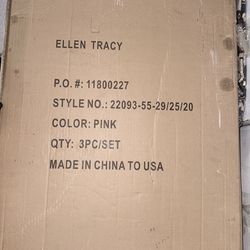 ELLEN TRACY
P.O. #: 11800227
STYLE NO.: 22093-55-29/25/20
COLOR: PINK
QTY: 3PC/SET
MADE IN CHINA TO USA